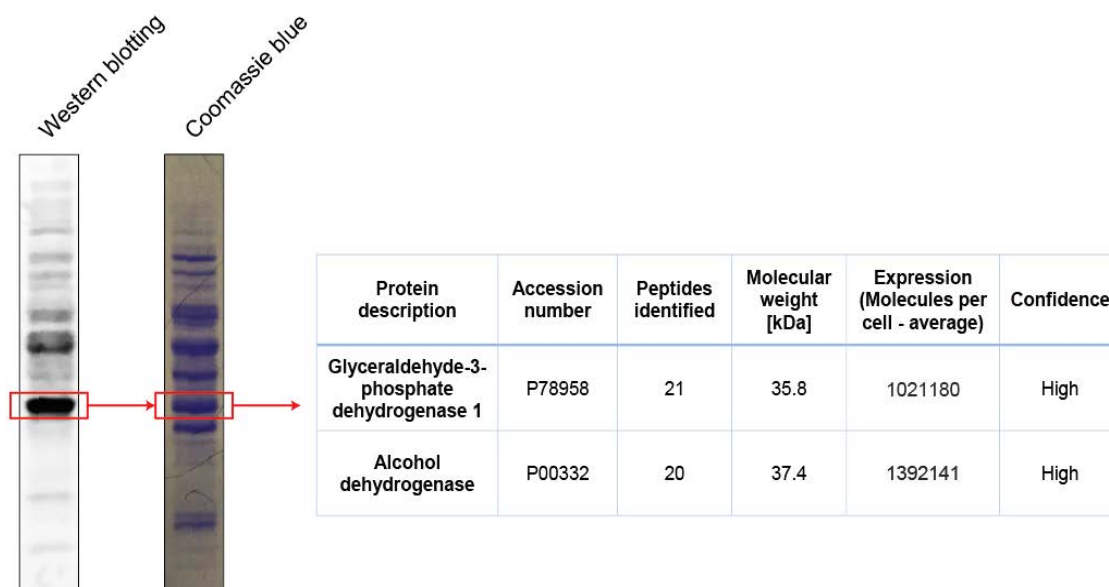 Western blotting
Coomassie blue
Protein
description
Accession
number
Peptides
identified
Molecular
weight
[kDa]
Expression
(Molecules per
cell - average)
Confidence
Glyceraldehyde-3-
phosphate
dehydrogenase 1
P78958
21
35.8
1021180
High
Alcohol
dehydrogenase
P00332
20
37.4
1392141
High